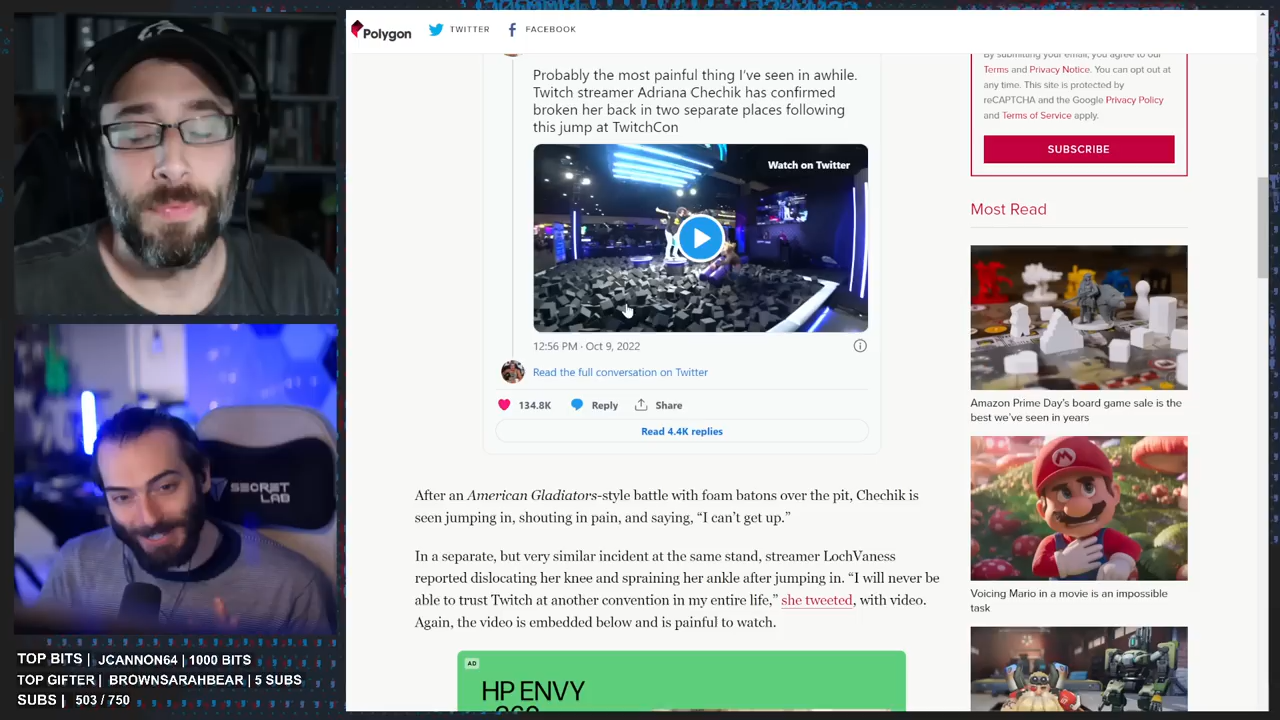 Polygon
TWITTER
FACEBOOK
Probably the most painful thing I've seen in awhile.
Twitch streamer Adriana Chechik has confirmed
broken her back in two separate places following
this jump at TwitchCon
Watch on Twitter
12:56 PM · Oct 9, 2022
Read the full conversation on Twitter
134.8K
Reply
Share
Read 4.4K replies
After an American Gladiators-style battle with foam batons over the pit, Chechik is
seen jumping in, shouting in pain, and saying, “I can’t get up.”
In a separate, but very similar incident at the same stand, streamer LochVaness
reported dislocating her knee and spraining her ankle after jumping in. “I will never be
able to trust Twitch at another convention in my entire life,” she tweeted, with video.
Again, the video is embedded below and is painful to watch.
AD
HP ENVY
By submitting your email, you agree to our
Terms and Privacy Notice. You can opt out at
any time. This site is protected by
reCAPTCHA and the Google Privacy Policy
and Terms of Service apply.
SUBSCRIBE
Most Read
Amazon Prime Day’s board game sale is the
best we’ve seen in years
Voicing Mario in a movie is an impossible
task
SECRET
LAB
TOP BITS | JCANNON64 | 1000 BITS
TOP GIFTER | BROWNSARAHBEAR | 5 SUBS
SUBS | 503 / 750